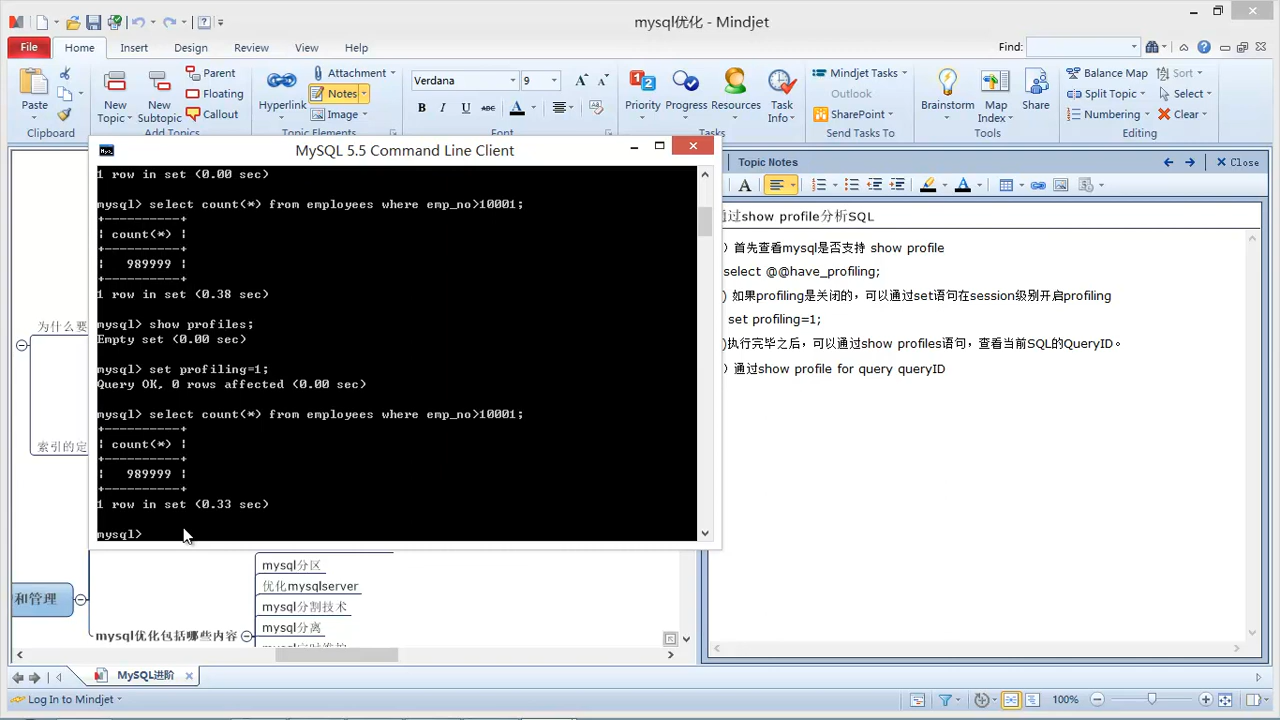 mysql优化 - Mindjet
File Home Insert Design Review View Help Find:
Paste
Clipboard
New Topic
New Subtopic
Parent
Floating
Callout
Add Topics
Hyperlink
Attachment
Notes
Image
Topic Elements
Verdana 9
B I U abc A
Font
Priority
Progress
Resources
Task Info
Tasks
Mindjet Tasks
Outlook
SharePoint
Send Tasks To
Brainstorm
Map Index
Share
Tools
Balance Map
Split Topic
Numbering
Sort
Select
Clear
Editing
MySQL 5.5 Command Line Client
1 row in set (0.00 sec)
mysql> select count(*) from employees where emp_no>10001;
+----------+
| count(*) |
+----------+
|   989999 |
+----------+
1 row in set (0.38 sec)
mysql> show profiles;
Empty set (0.00 sec)
mysql> set profiling=1;
Query OK, 0 rows affected (0.00 sec)
mysql> select count(*) from employees where emp_no>10001;
+----------+
| count(*) |
+----------+
|   989999 |
+----------+
1 row in set (0.33 sec)
mysql>
为什么要
索引的定
和管理
mysql分区
优化mysqlserver
mysql分割技术
mysql分离
mysql优化包括哪些内容
Topic Notes
Close
通过show profile分析SQL
) 首先查看mysql是否支持 show profile
select @@have_profiling;
) 如果profiling是关闭的，可以通过set语句在session级别开启profiling
set profiling=1;
)执行完毕之后，可以通过show profiles语句，查看当前SQL的QueryID。
) 通过show profile for query queryID
MySQL进阶
Log In to Mindjet
100%